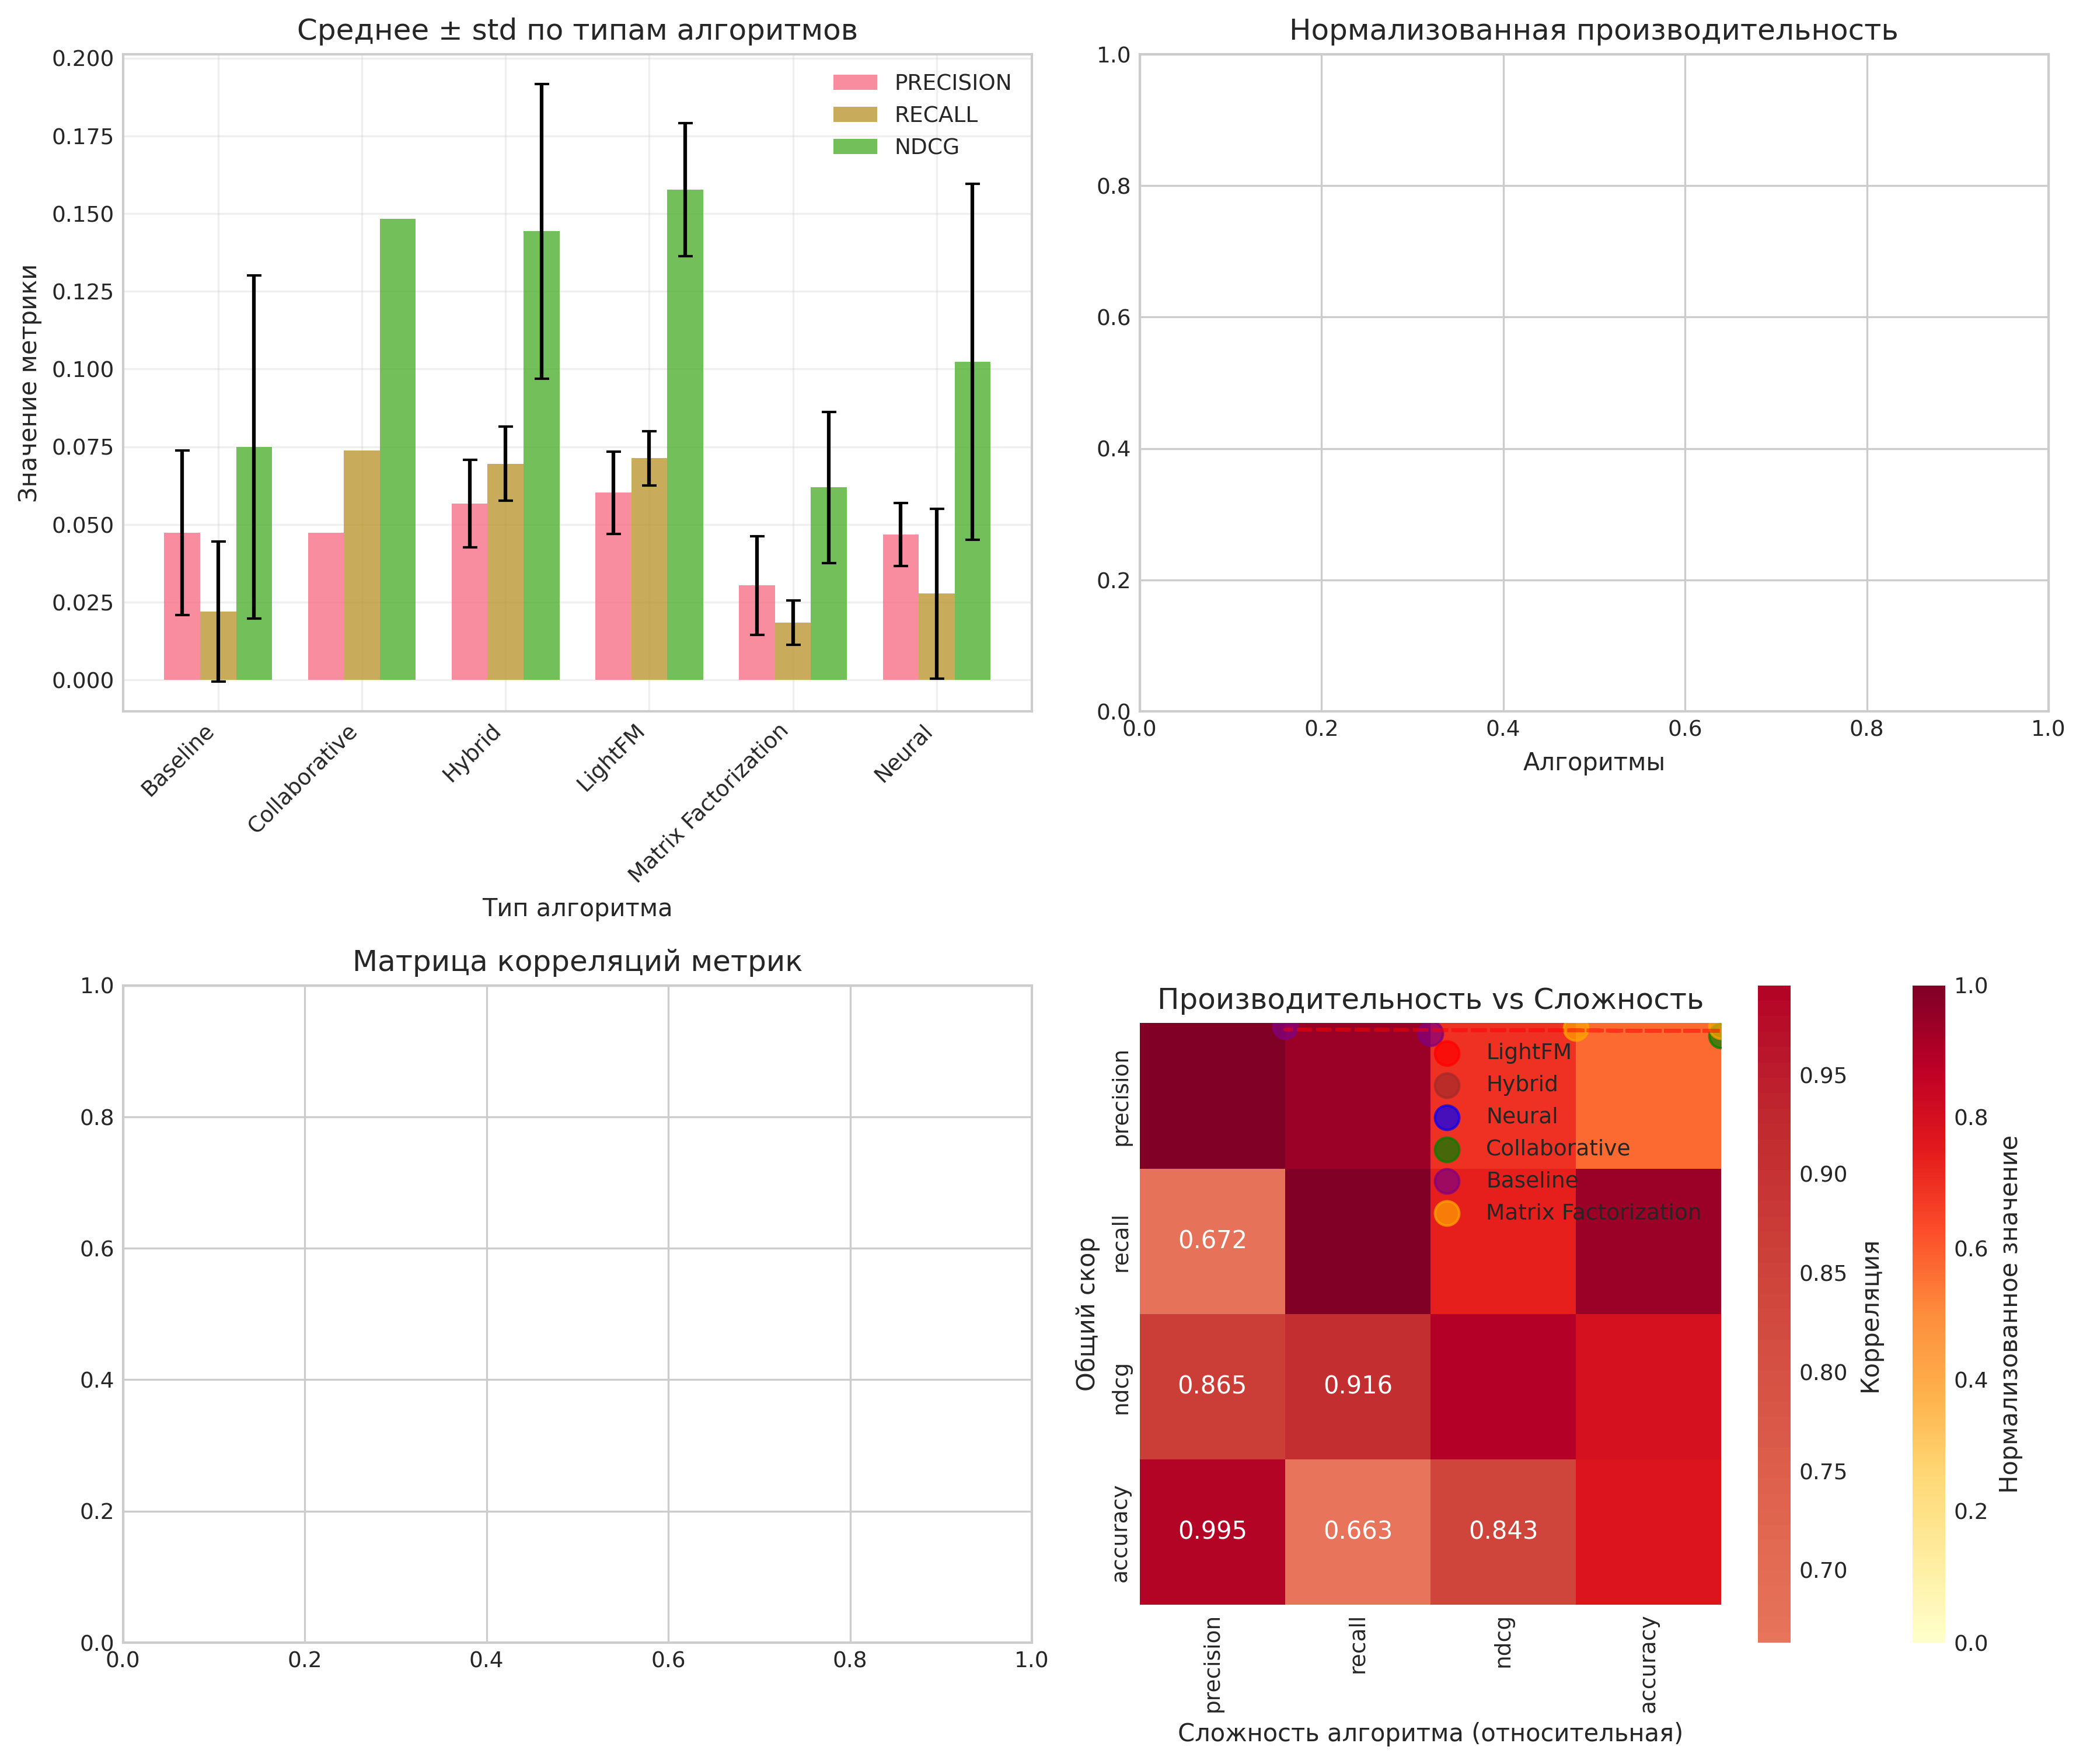 Среднее ± std по типам алгоритмов
PRECISION
RECALL
NDCG
Значение метрики
0.200
0.175
0.150
0.125
0.100
0.075
0.050
0.025
0.000
Baseline
Collaborative
Hybrid
LightFM
Matrix Factorization
Neural
Тип алгоритма
Нормализованная производительность
1.0
0.8
0.6
0.4
0.2
0.0
0.0 0.2 0.4 0.6 0.8 1.0
Алгоритмы
Матрица корреляций метрик
1.0
0.8
0.6
0.4
0.2
0.0
0.0 0.2 0.4 0.6 0.8 1.0
Производительность vs Сложность
Общий скор
precision
recall
ndcg
accuracy
LightFM
Hybrid
Neural
Collaborative
Baseline
Matrix Factorization
0.672
0.865 0.916
0.995 0.663 0.843
precision
recall
ndcg
accuracy
Сложность алгоритма (относительная)
0.95
0.90
0.85
0.80
0.75
0.70
Корреляция
1.0
0.8
0.6
0.4
0.2
0.0
Нормализованное значение